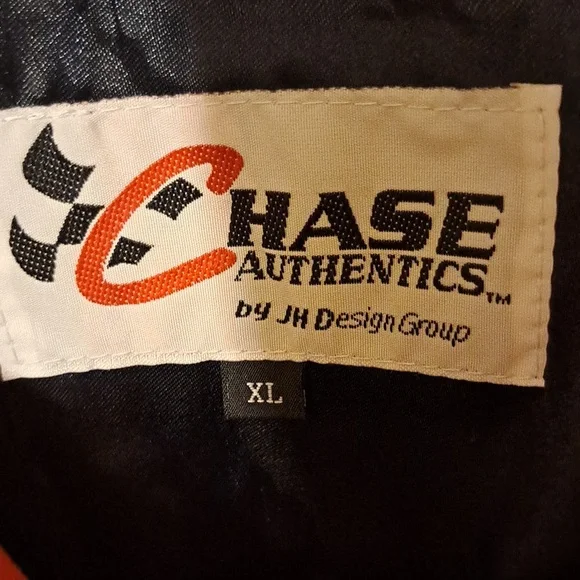 CHASE
AUTHENTICS™
by JH Design Group
XL